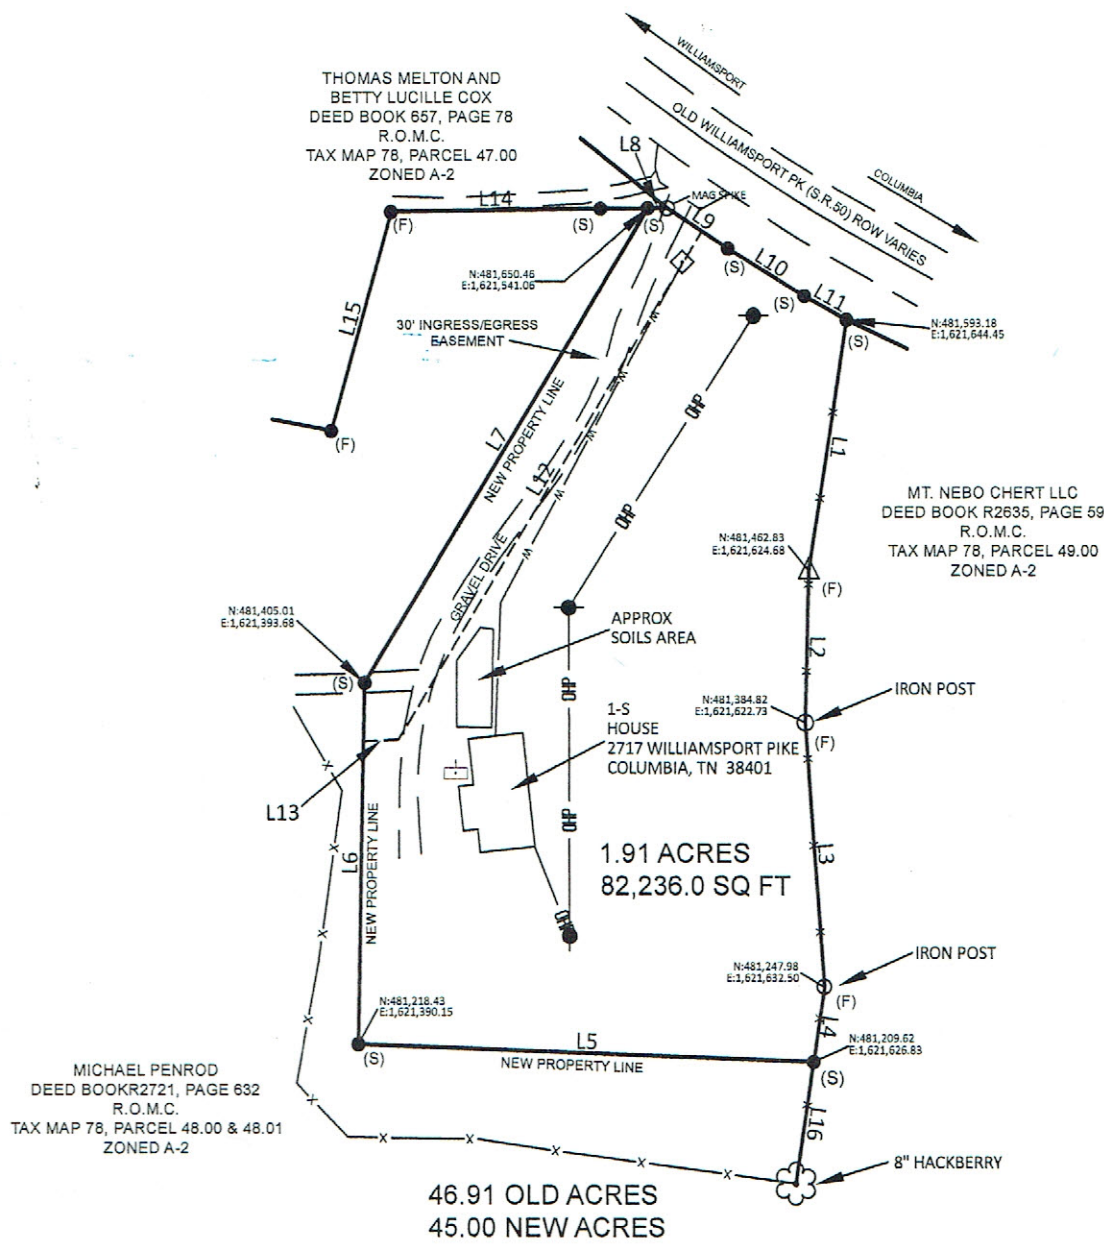 WILLIAMSPORT
OLD WILLIAMSPORT PK (S.R.50) ROW VARIES
COLUMBIA
THOMAS MELTON AND
BETTY LUCILLE COX
DEED BOOK 657, PAGE 78
R.O.M.C.
TAX MAP 78, PARCEL 47.00
ZONED A-2
L8
MAG SPIKE
L14
(F)
(S)
(S)
L9
(S)
L10
(S)
L11
(S)
N:481,650.46
E:1,621,541.06
N:481,593.18
E:1,621,644.45
L15
(F)
30' INGRESS/EGRESS
EASEMENT
L7
NEW PROPERTY LINE
L12
GRAVEL DRIVE
W
W
W
W
W
OHP
OHP
L1
x
x
MT. NEBO CHERT LLC
DEED BOOK R2635, PAGE 59
R.O.M.C.
TAX MAP 78, PARCEL 49.00
ZONED A-2
N:481,462.83
E:1,621,624.68
(F)
N:481,405.01
E:1,621,393.68
(S)
APPROX
SOILS AREA
L2
x
x
IRON POST
N:481,384.82
E:1,621,622.73
(F)
1-S
HOUSE
2717 WILLIAMSPORT PIKE
COLUMBIA, TN 38401
OHP
OHP
OHP
L13
L6
NEW PROPERTY LINE
1.91 ACRES
82,236.0 SQ FT
x
L3
x
x
IRON POST
N:481,247.98
E:1,621,632.50
(F)
L4
x
N:481,209.62
E:1,621,626.83
(S)
N:481,218.43
E:1,621,390.15
(S)
L5
NEW PROPERTY LINE
MICHAEL PENROD
DEED BOOKR2721, PAGE 632
R.O.M.C.
TAX MAP 78, PARCEL 48.00 & 48.01
ZONED A-2
x
x
x
x
x
x
x
x
x
x
x
L16
8" HACKBERRY
46.91 OLD ACRES
45.00 NEW ACRES